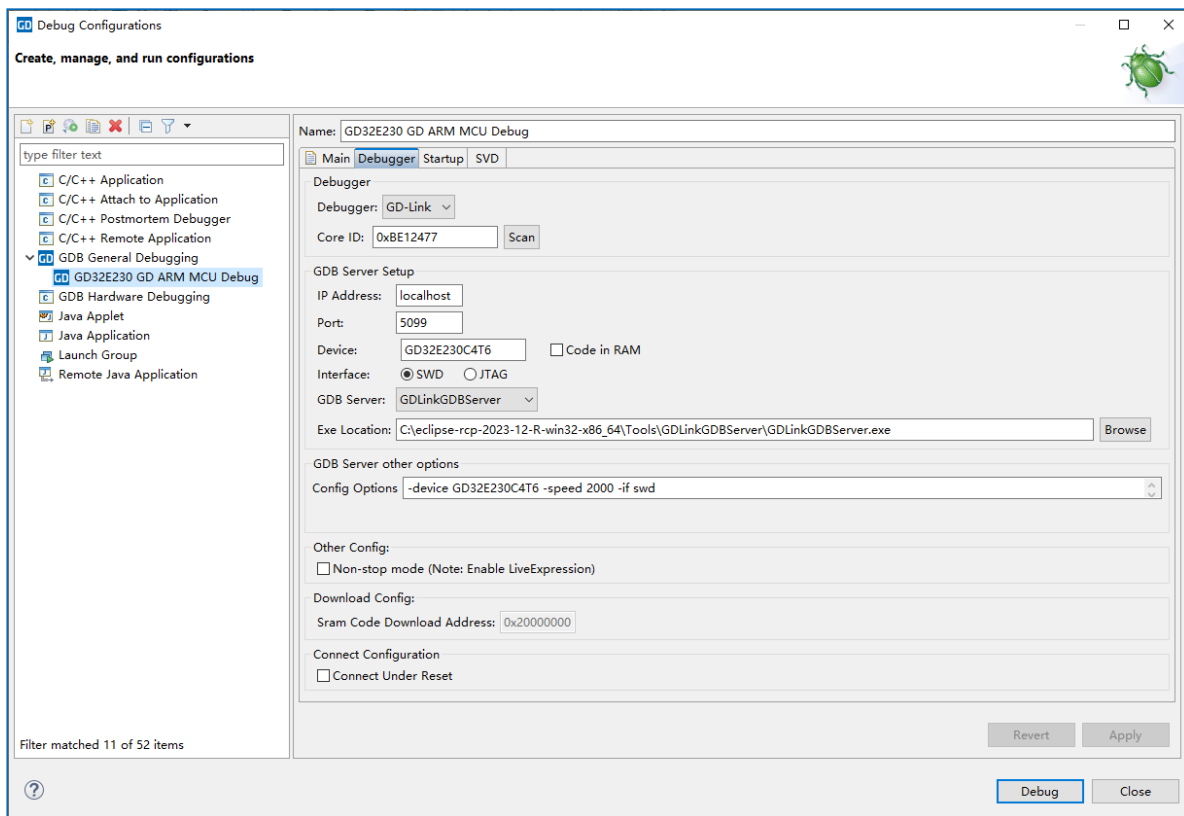 GD Debug Configurations
Create, manage, and run configurations
type filter text
C/C++ Application
C/C++ Attach to Application
C/C++ Postmortem Debugger
C/C++ Remote Application
GD GDB General Debugging
GD GD32E230 GD ARM MCU Debug
GDB Hardware Debugging
Java Applet
Java Application
Launch Group
Remote Java Application
Filter matched 11 of 52 items
Name: GD32E230 GD ARM MCU Debug
Main Debugger Startup SVD
Debugger
Debugger: GD-Link
Core ID: 0xBE12477 Scan
GDB Server Setup
IP Address: localhost
Port: 5099
Device: GD32E230C4T6 Code in RAM
Interface: SWD JTAG
GDB Server: GDLinkGDBServer
Exe Location: C:\eclipse-rcp-2023-12-R-win32-x86_64\Tools\GDLinkGDBServer\GDLinkGDBServer.exe Browse
GDB Server other options
Config Options -device GD32E230C4T6 -speed 2000 -if swd
Other Config:
Non-stop mode (Note: Enable LiveExpression)
Download Config:
Sram Code Download Address: 0x20000000
Connect Configuration
Connect Under Reset
Revert Apply
? Debug Close